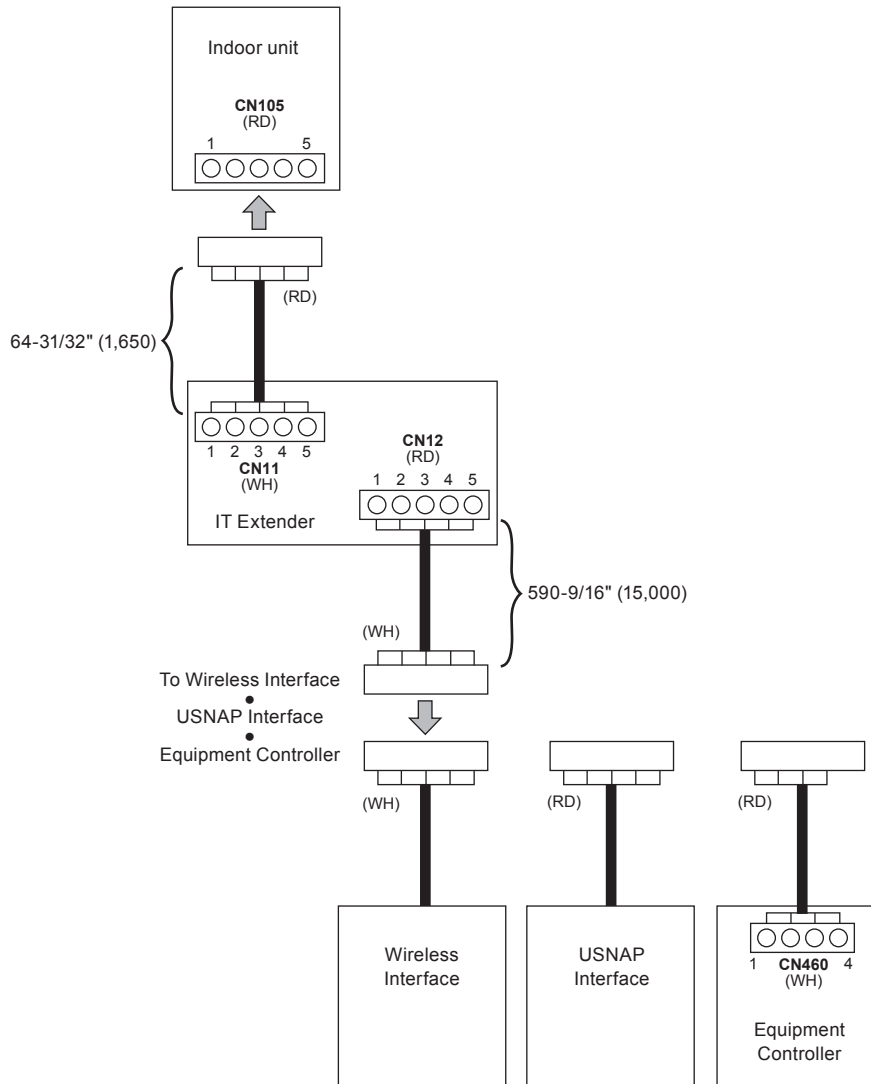 Indoor unit
CN105
(RD)
1 5
(RD)
64-31/32" (1,650)
1 2 3 4 5
CN11
(WH)
IT Extender
CN12
(RD)
1 2 3 4 5
590-9/16" (15,000)
(WH)
To Wireless Interface
•
USNAP Interface
•
Equipment Controller
(WH)
(RD)
(RD)
Wireless
Interface
USNAP
Interface
1 CN460 4
(WH)
Equipment
Controller